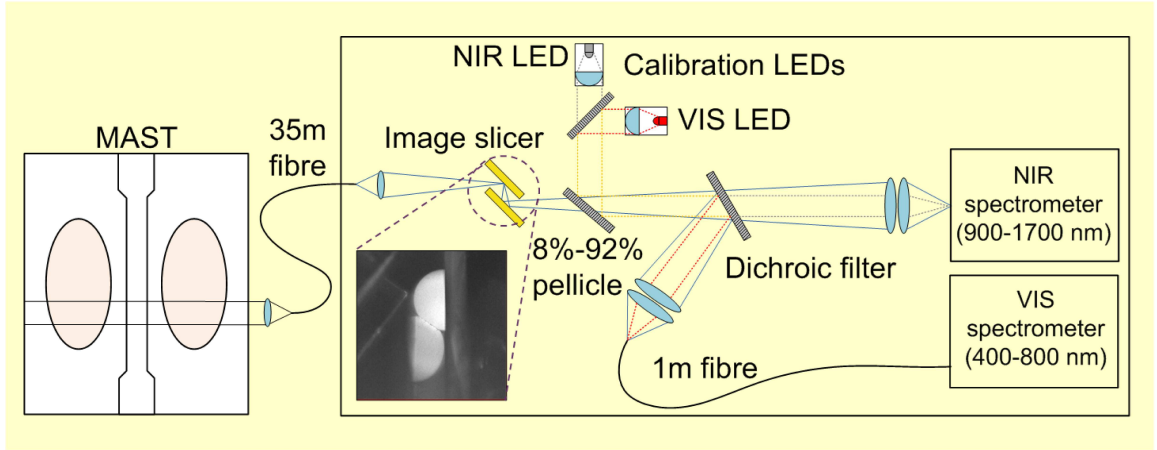 MAST
35m
fibre
Image slicer
NIR LED
Calibration LEDs
VIS LED
8%-92%
pellicle
Dichroic filter
1m fibre
NIR
spectrometer
(900-1700 nm)
VIS
spectrometer
(400-800 nm)